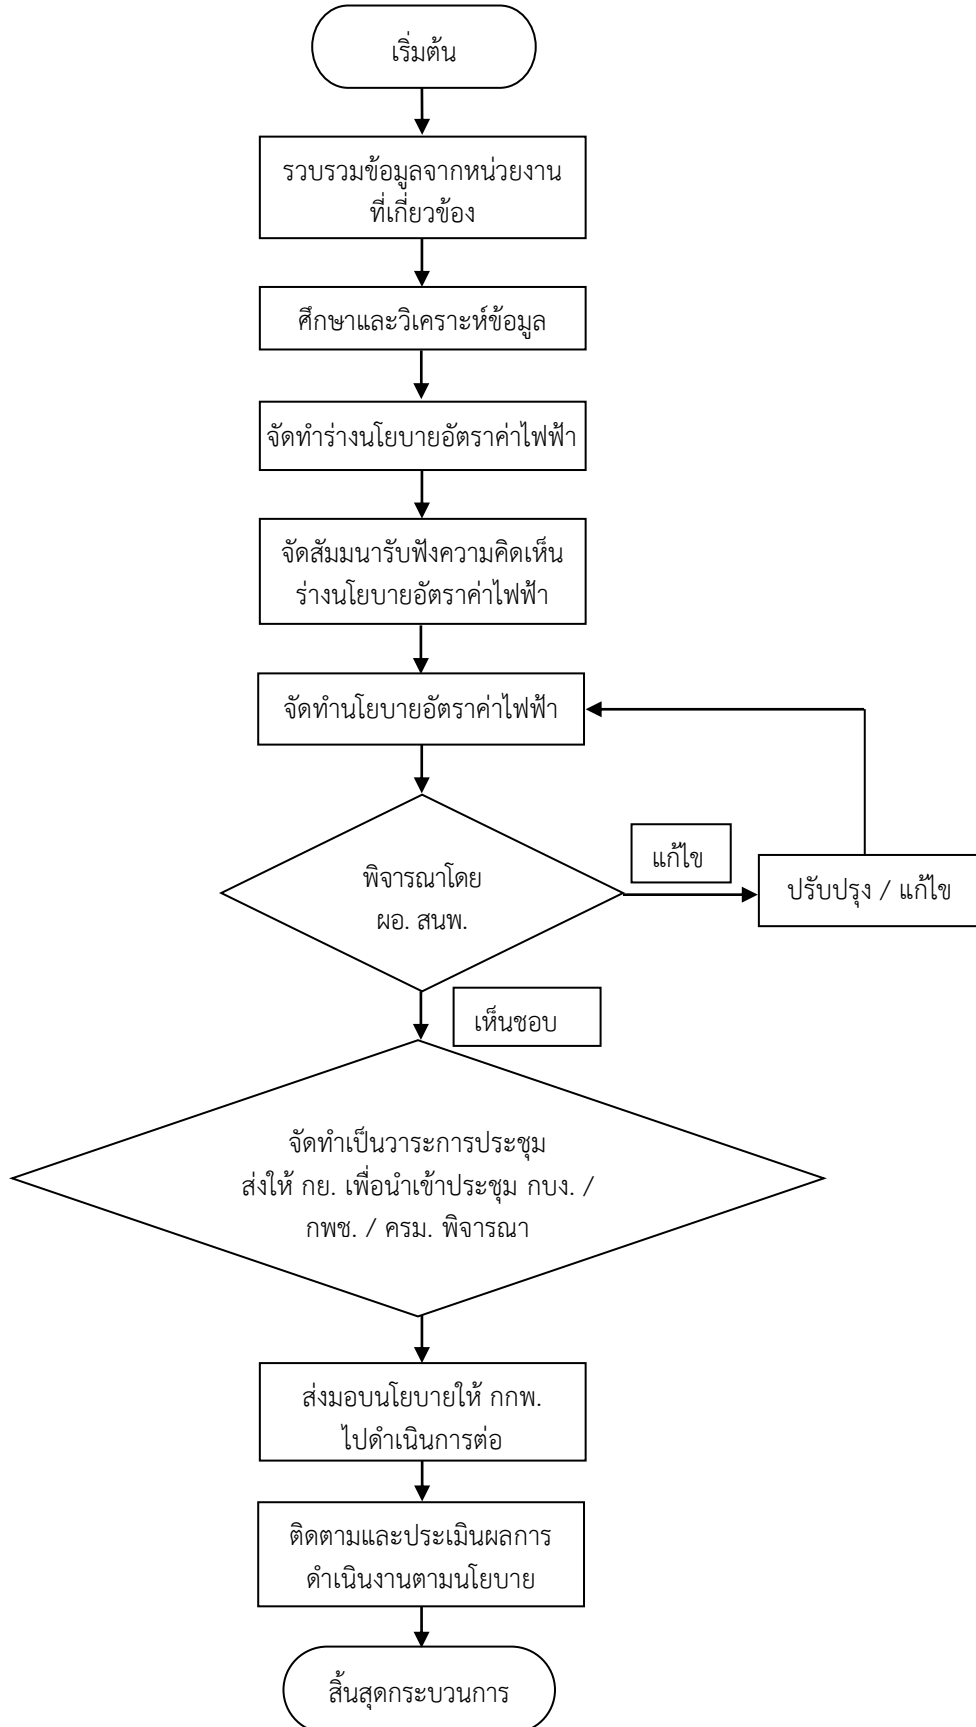 เริ่มต้น
รวบรวมข้อมูลจากหน่วยงาน
ที่เกี่ยวข้อง
ศึกษาและวิเคราะห์ข้อมูล
จัดทำร่างนโยบายอัตราค่าไฟฟ้า
จัดสัมมนารับฟังความคิดเห็น
ร่างนโยบายอัตราค่าไฟฟ้า
จัดทำนโยบายอัตราค่าไฟฟ้า
พิจารณาโดย
ผอ. สนพ.
แก้ไข
ปรับปรุง / แก้ไข
เห็นชอบ
จัดทำเป็นวาระการประชุม
ส่งให้ กย. เพื่อนำเข้าประชุม กบง. /
กพช. / ครม. พิจารณา
ส่งมอบนโยบายให้ กกพ.
ไปดำเนินการต่อ
ติดตามและประเมินผลการ
ดำเนินงานตามนโยบาย
สิ้นสุดกระบวนการ